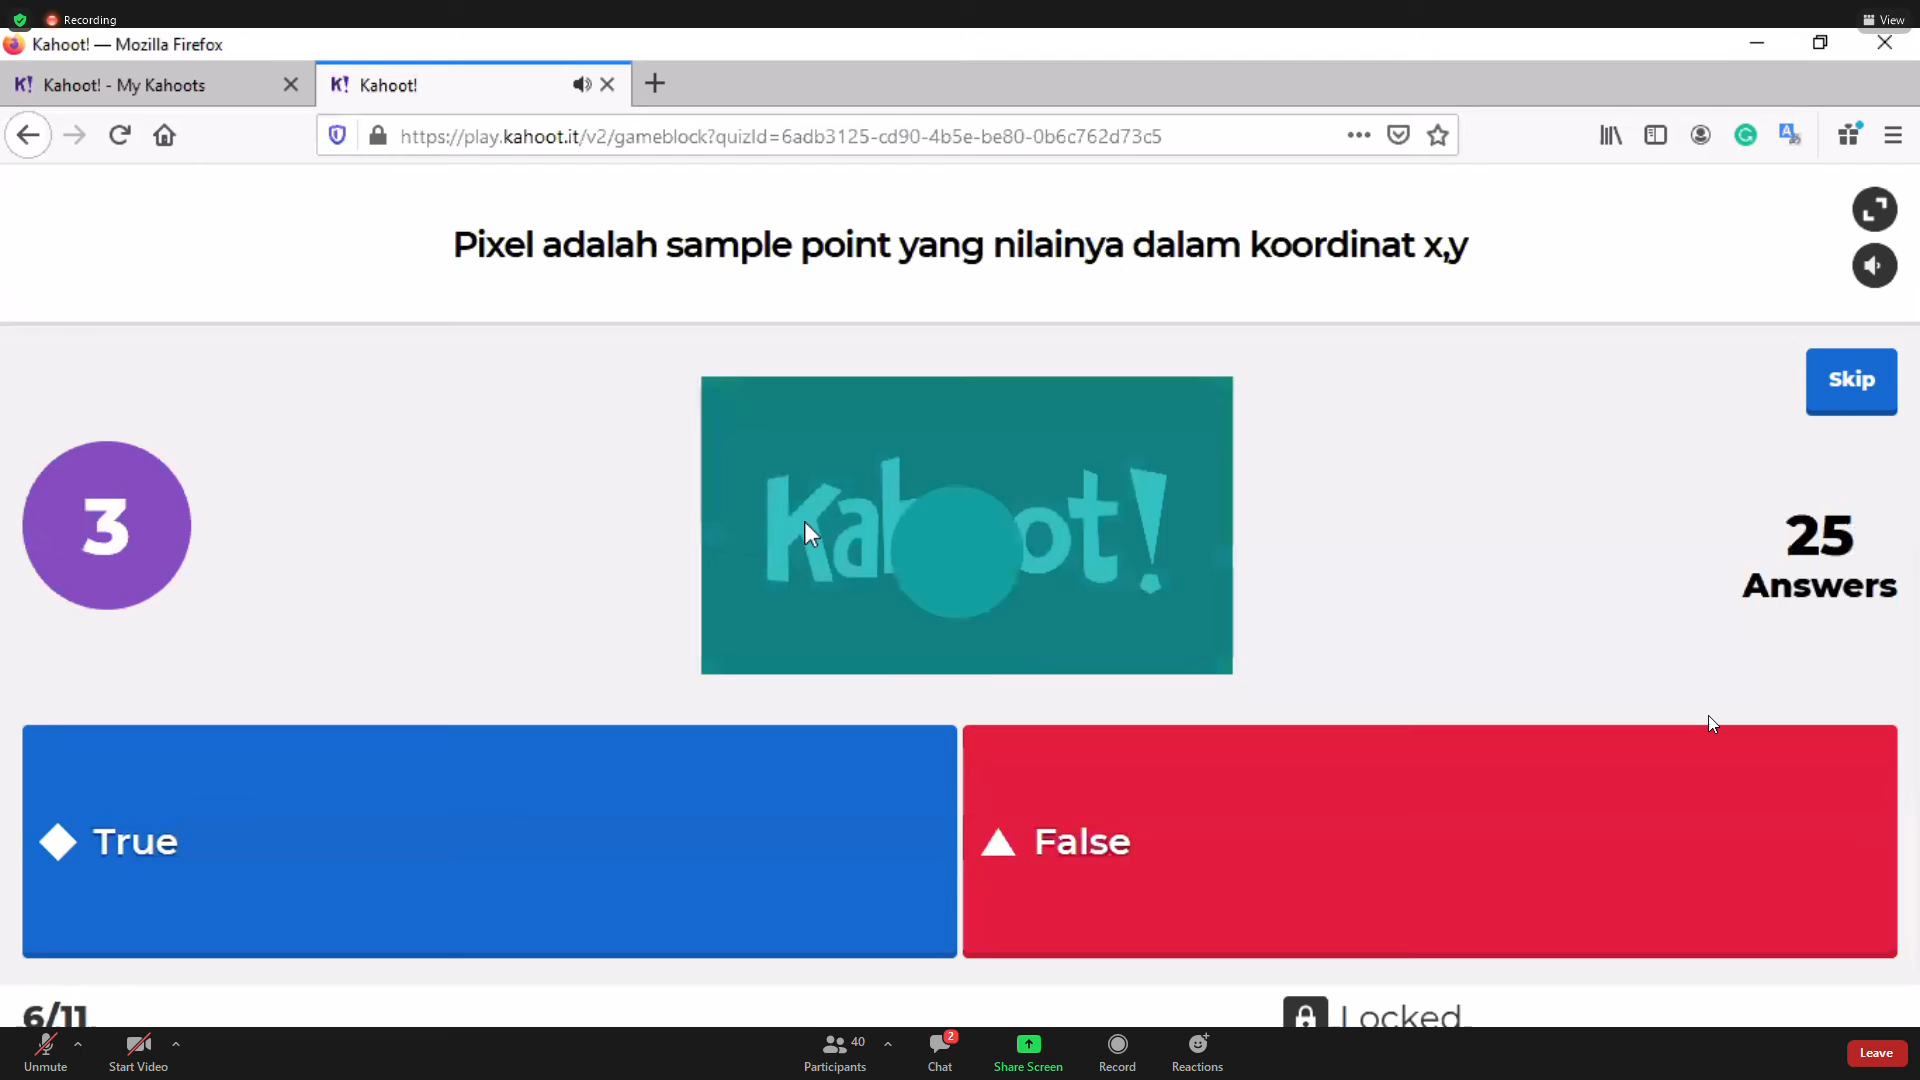 Recording
View
Kahoot! — Mozilla Firefox
K! Kahoot! - My Kahoots
K! Kahoot!
https://play.kahoot.it/v2/gameblock?quizId=6adb3125-cd90-4b5e-be80-0b6c762d73c5
Pixel adalah sample point yang nilainya dalam koordinat x,y
Skip
3
25
Answers
True
False
6/11
Locked
Unmute
Start Video
40
Participants
2
Chat
Share Screen
Record
Reactions
Leave